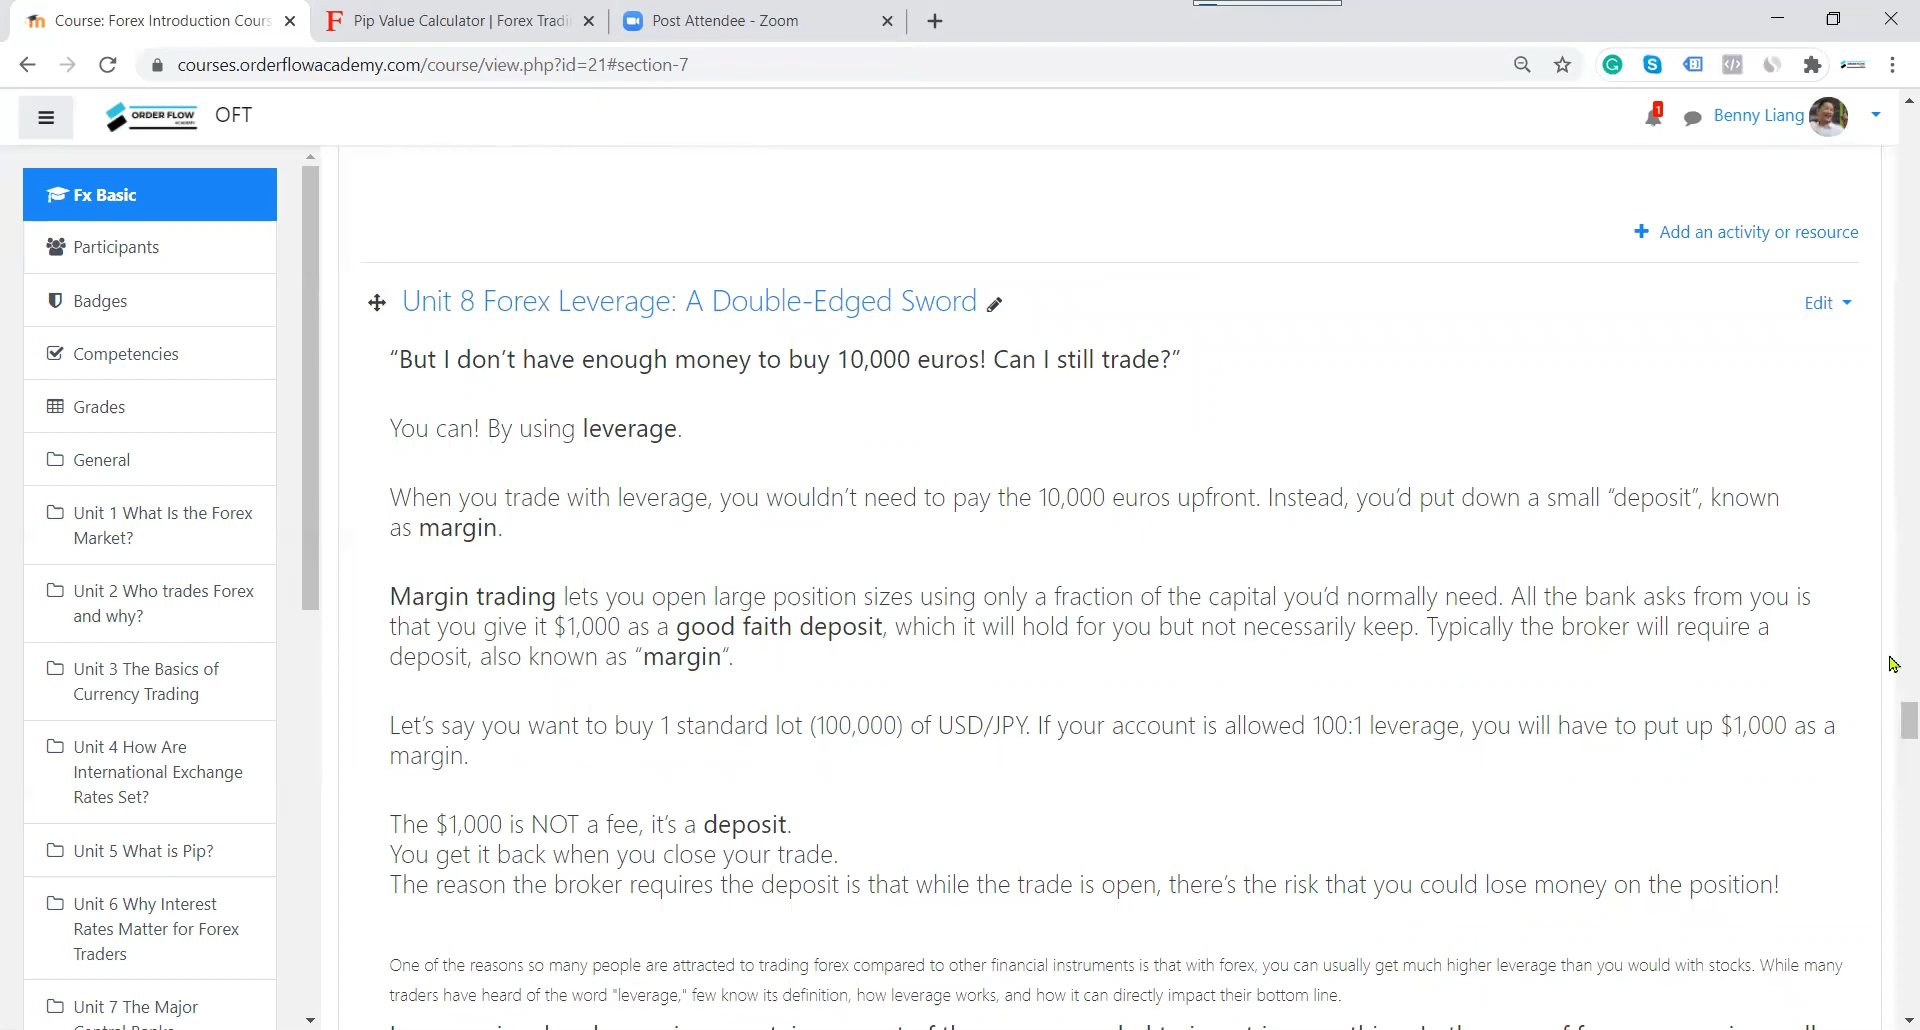 Course: Forex Introduction Cours
Pip Value Calculator | Forex Tradi
Post Attendee - Zoom
courses.orderflowacademy.com/course/view.php?id=21#section-7
ORDER FLOW
ACADEMY
OFT
1
Benny Liang
Fx Basic
Participants
Badges
Competencies
Grades
General
Unit 1 What Is the Forex
Market?
Unit 2 Who trades Forex
and why?
Unit 3 The Basics of
Currency Trading
Unit 4 How Are
International Exchange
Rates Set?
Unit 5 What is Pip?
Unit 6 Why Interest
Rates Matter for Forex
Traders
Unit 7 The Major
Add an activity or resource
Unit 8 Forex Leverage: A Double-Edged Sword
Edit
“But I don’t have enough money to buy 10,000 euros! Can I still trade?”
You can! By using leverage.
When you trade with leverage, you wouldn’t need to pay the 10,000 euros upfront. Instead, you’d put down a small “deposit”, known
as margin.
Margin trading lets you open large position sizes using only a fraction of the capital you’d normally need. All the bank asks from you is
that you give it $1,000 as a good faith deposit, which it will hold for you but not necessarily keep. Typically the broker will require a
deposit, also known as “margin“.
Let’s say you want to buy 1 standard lot (100,000) of USD/JPY. If your account is allowed 100:1 leverage, you will have to put up $1,000 as a
margin.
The $1,000 is NOT a fee, it’s a deposit.
You get it back when you close your trade.
The reason the broker requires the deposit is that while the trade is open, there’s the risk that you could lose money on the position!
One of the reasons so many people are attracted to trading forex compared to other financial instruments is that with forex, you can usually get much higher leverage than you would with stocks. While many
traders have heard of the word "leverage," few know its definition, how leverage works, and how it can directly impact their bottom line.